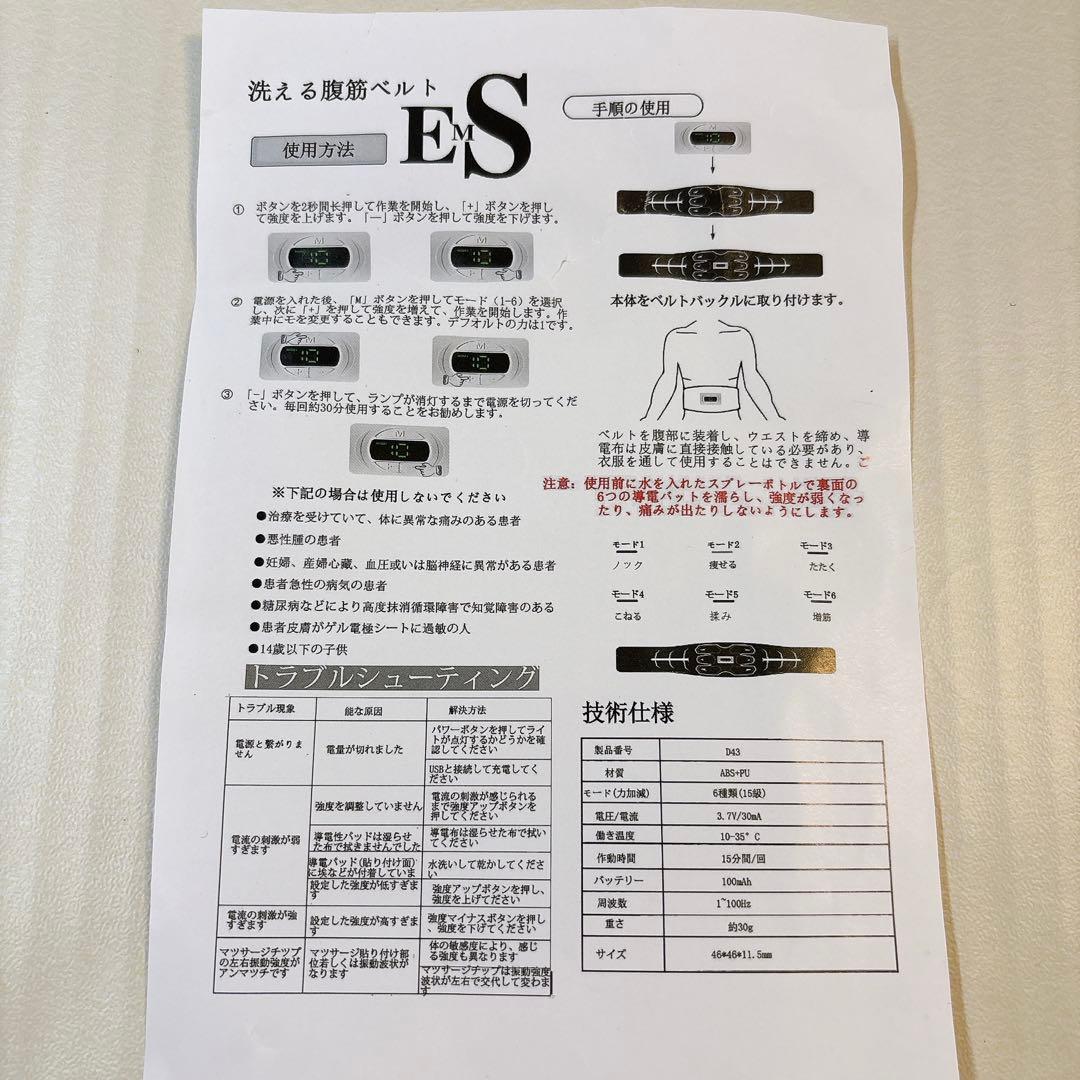 洗える腹筋ベルト
EMS
使用方法
① ボタンを2秒間长押して作業を開始し、「+」ボタンを押し
て強度を上げます。「—」ボタンを押して強度を下げます。
② 電源を入れた後、「M」ボタンを押してモード（1-6）を選択
し、次に「+」を押して強度を増えて、作業を開始します。作
業中にモを変更することもできます。デフオルトの力は1です。
③ 「-」ボタンを押して、ランプが消灯するまで電源を切ってくだ
さい。毎回約30分使用することをお勧めします。
※下記の場合は使用しないでください
●治療を受けていて、体に異常な痛みのある患者
●悪性腫の患者
●妊婦、産婦心臓、血圧或いは脳神経に異常がある患者
●患者急性の病気の患者
●糖尿病などにより高度抹消循環障害で知覚障害のある
●患者皮膚がゲル電極シートに過敏の人
●14歳以下の子供
トラブルシューティング
トラブル現象 能な原因 解決方法
電源と繋がりま
せん
電量が切れました
パワーボタンを押してライ
トが点灯するかどうかを確
認してください
USBと接続して充電してく
ださい
電流の刺激が弱
すぎます
強度を調整していません
電流の刺激が感じられる
まで強度アップボタンを
押してください
導電性パッドは湿らせ
た布で拭きませんでした
導電布は湿らせた布で拭い
てください
導電パッド(貼り付け面)
に埃などが付着していま
水洗いして乾かしてくださ
い
設定した強度が低すぎま
す
強度アップボタンを押し、
強度を上げてださい
電流の刺激が強
すぎます
設定した強度が高すぎま
す
強度マイナスボタンを押し
、強度を下げてください
マツサージチツプ
の左右振動強度が
アンマツチです
マツサージ貼り付け部
位若しくは振動波状が
なります
体の敏感度により、感じ
る強度も異なります
マツサージチップは振動強度
波状が左右で交代して変わま
す
手順の使用
本体をベルトバックルに取り付けます。
ベルトを腹部に装着し、ウエストを締め、導
電布は皮膚に直接接触している必要があり、
衣服を通して使用することはできません。ご
注意: 使用前に水を入れたスプレーボトルで裏面の
6つの導電バットを濡らし、強度が弱くなっ
たり、痛みが出たりしないようにします。
モード1 モード2 モード3
ノック 痩せる たたく
モード4 モード5 モード6
こねる 揉み 増筋
技術仕様
製品番号 D43
材質 ABS+PU
モード(力加減) 6種類(15級)
電圧/電流 3.7V/30mA
働き温度 10-35°C
作動時間 15分間/回
バッテリー 100mAh
周波数 1~100Hz
重さ 約30g
サイズ 46*46*11.5mm